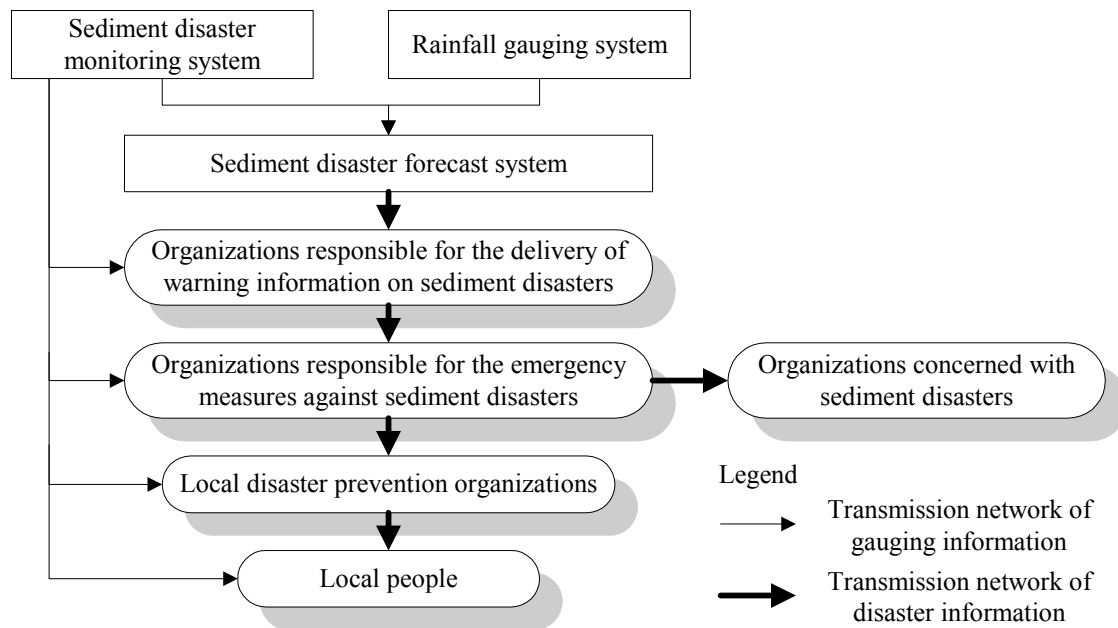 Sediment disaster
monitoring system
Rainfall gauging system
Sediment disaster forecast system
Organizations responsible for the delivery of
warning information on sediment disasters
Organizations responsible for the emergency
measures against sediment disasters
Organizations concerned with
sediment disasters
Local disaster prevention organizations
Local people
Legend
Transmission network of
gauging information
Transmission network of
disaster information